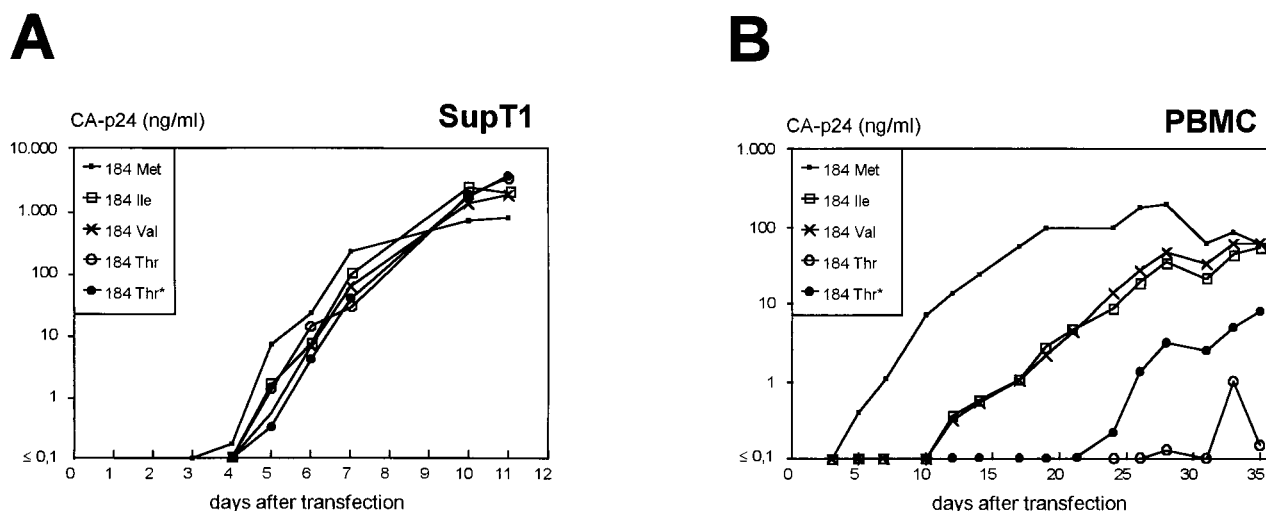 A
CA-p24 (ng/ml)
SupT1
10.000
1.000
100
10
1
≤ 0,1
184 Met
184 Ile
184 Val
184 Thr
184 Thr*
0 1 2 3 4 5 6 7 8 9 10 11 12
days after transfection
B
CA-p24 (ng/ml)
PBMC
1.000
100
10
1
≤ 0,1
184 Met
184 Ile
184 Val
184 Thr
184 Thr*
0 5 10 15 20 25 30 35
days after transfection